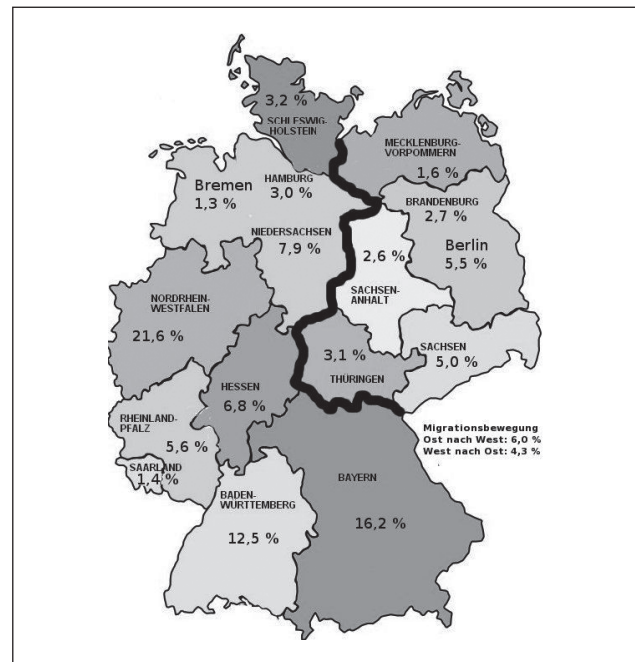 3,2 %
SCHLESWIG-
HOLSTEIN
MECKLENBURG-
VORPOMMERN
1,6 %
HAMBURG
3,0 %
Bremen
1,3 %
BRANDENBURG
2,7 %
Berlin
5,5 %
NIEDERSACHSEN
7,9 %
2,6 %
SACHSEN-
ANHALT
NORDRHEIN-
WESTFALEN
21,6 %
SACHSEN
5,0 %
3,1 %
THÜRINGEN
HESSEN
6,8 %
RHEINLAND-
PFALZ
5,6 %
SAARLAND
1,4 %
Migrationsbewegung
Ost nach West: 6,0 %
West nach Ost: 4,3 %
BADEN-
WURTTEMBERG
12,5 %
BAYERN
16,2 %